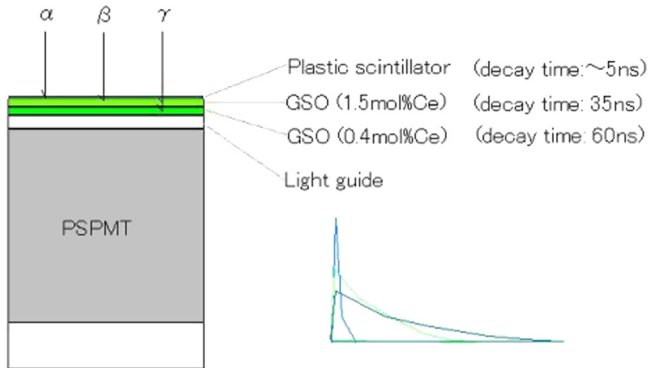 α β γ
Plastic scintillator (decay time:～5ns)
GSO (1.5mol%Ce) (decay time: 35ns)
GSO (0.4mol%Ce) (decay time: 60ns)
Light guide
PSPMT